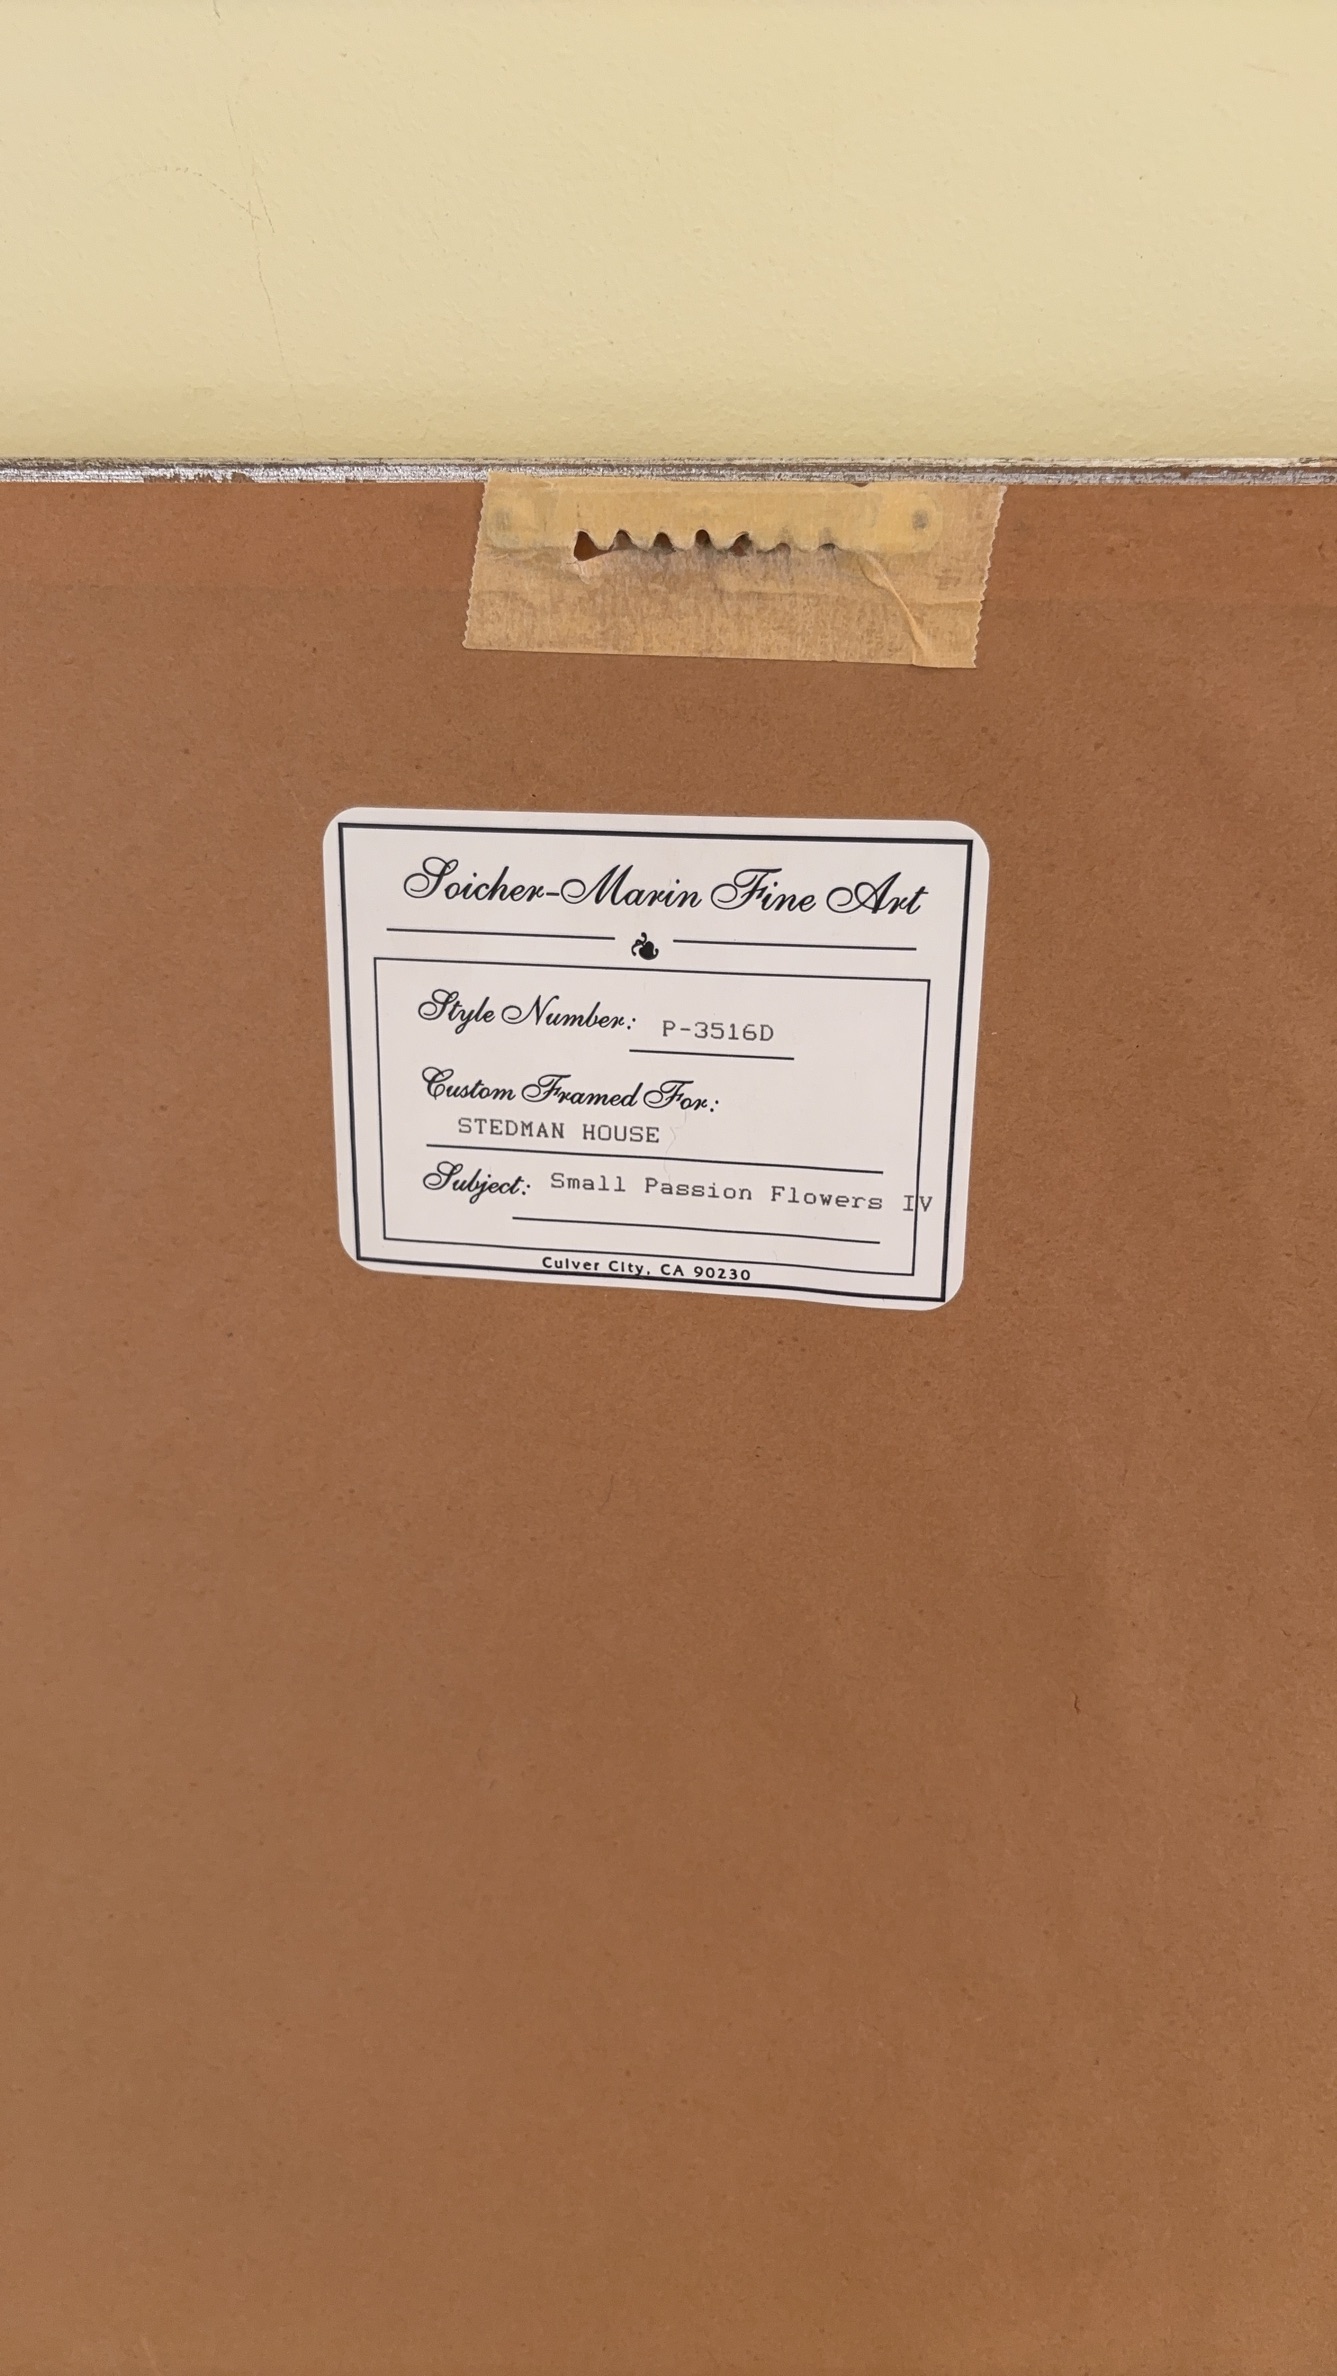 Soicher-Marin Fine Art
Style Number: P-3516D
Custom Framed For:
STEDMAN HOUSE
Subject: Small Passion Flowers IV
Culver City, CA 90230